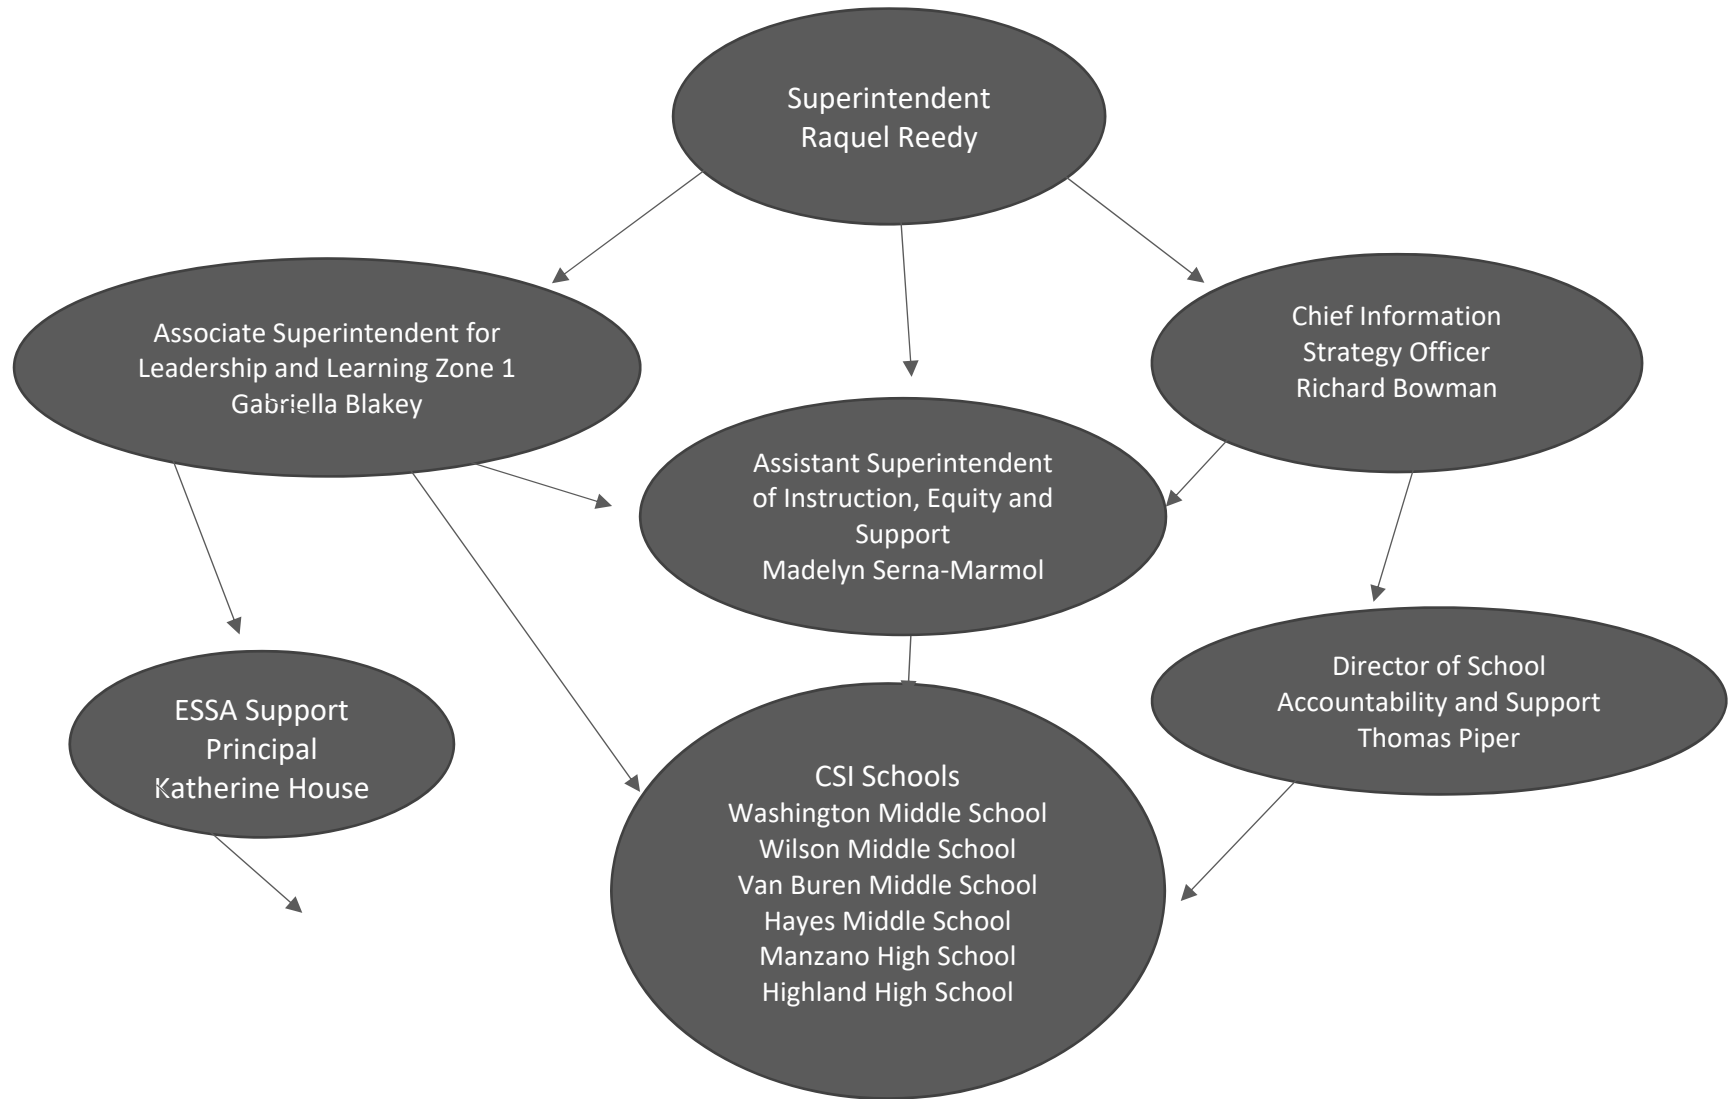 Superintendent
Raquel Reedy
Associate Superintendent for
Leadership and Learning Zone 1
Gabriella Blakey
Chief Information
Strategy Officer
Richard Bowman
Assistant Superintendent
of Instruction, Equity and
Support
Madelyn Serna-Marmol
ESSA Support
Principal
Katherine House
Director of School
Accountability and Support
Thomas Piper
CSI Schools
Washington Middle School
Wilson Middle School
Van Buren Middle School
Hayes Middle School
Manzano High School
Highland High School